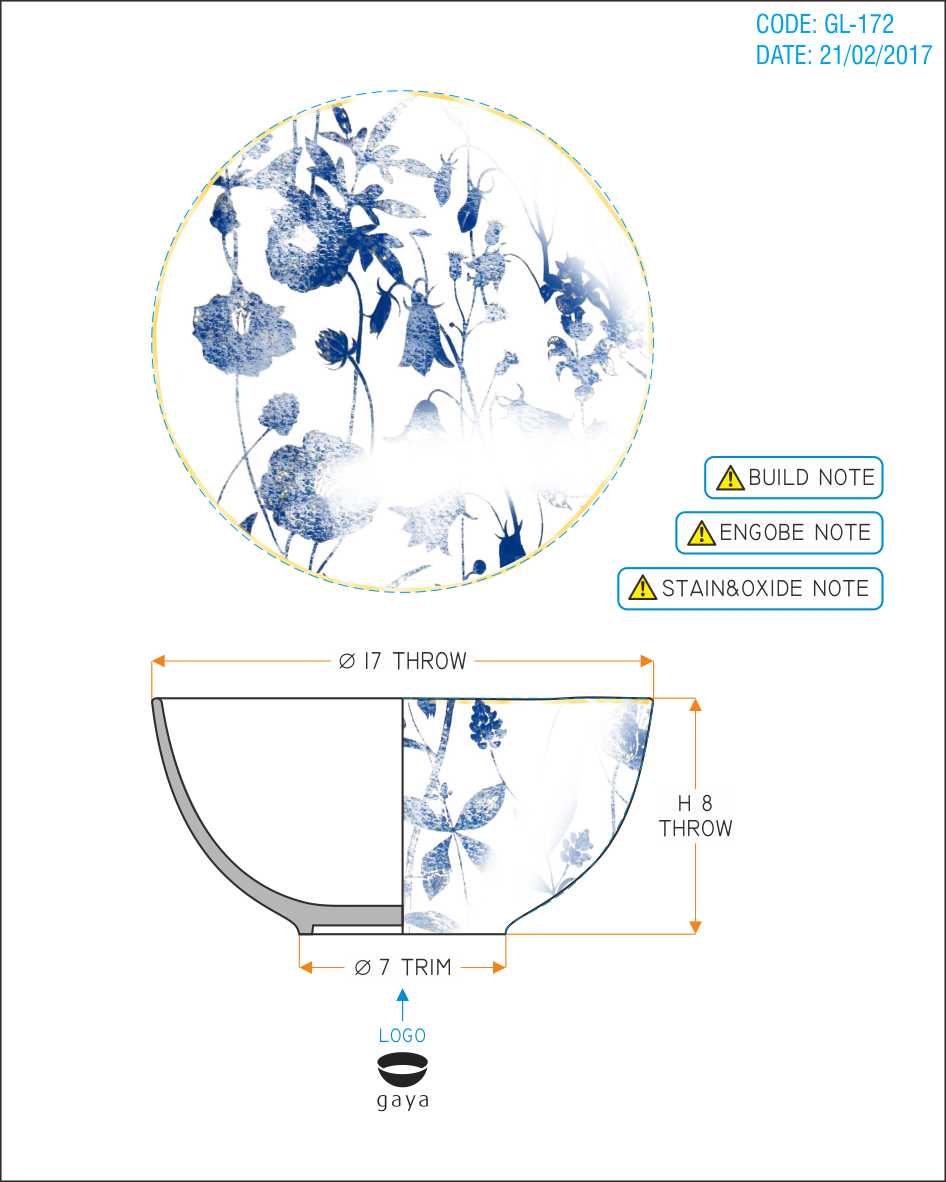 CODE: GL-172
DATE: 21/02/2017
BUILD NOTE
ENGOBE NOTE
STAIN&OXIDE NOTE
⌀ 17 THROW
H 8
THROW
⌀ 7 TRIM
LOGO
gaya